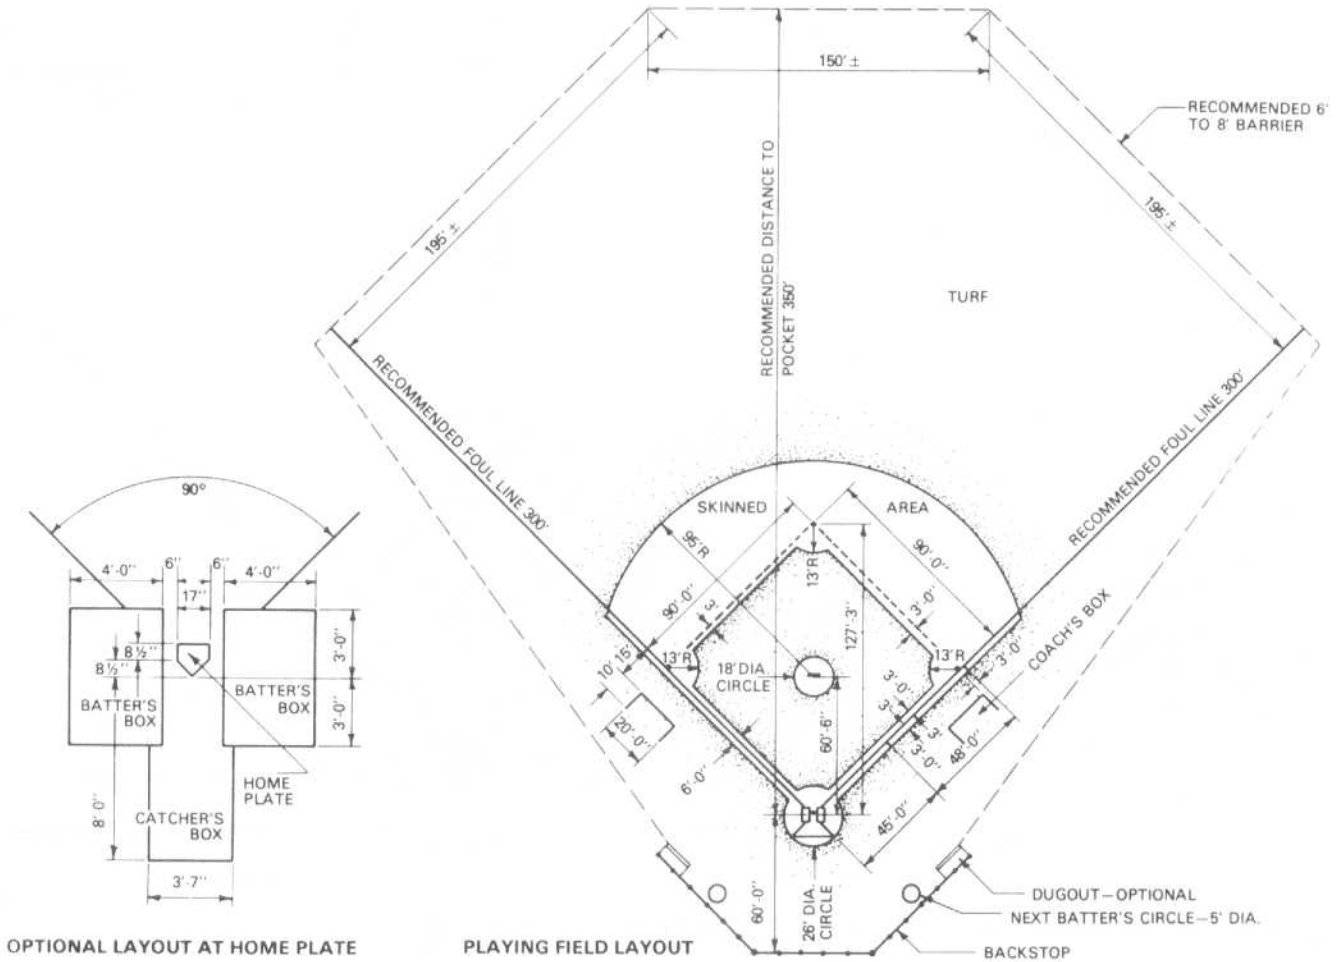 150' ±
RECOMMENDED 6'
TO 8' BARRIER
RECOMMENDED DISTANCE TO
POCKET 350'
195' ±
195' ±
TURF
RECOMMENDED FOUL LINE 300'
RECOMMENDED FOUL LINE 300'
SKINNED
AREA
95'R
90'-0"
90'-0"
13'R
3'
3'-0"
127'-3"
13'R
13'R
15'
10'
20'-0"
18' DIA
CIRCLE
60'-6"
3'-0"
COACH'S BOX
3'-0"
3'
3'
3'-0"
48'-0"
6'-0"
45'-0"
60'-0"
26' DIA.
CIRCLE
DUGOUT—OPTIONAL
NEXT BATTER'S CIRCLE—5' DIA.
BACKSTOP
90°
4'-0"
6"
6"
4'-0"
17"
8½"
8½"
3'-0"
3'-0"
BATTER'S
BOX
BATTER'S
BOX
HOME
PLATE
8' 0"
CATCHER'S
BOX
3'-7"
OPTIONAL LAYOUT AT HOME PLATE
PLAYING FIELD LAYOUT